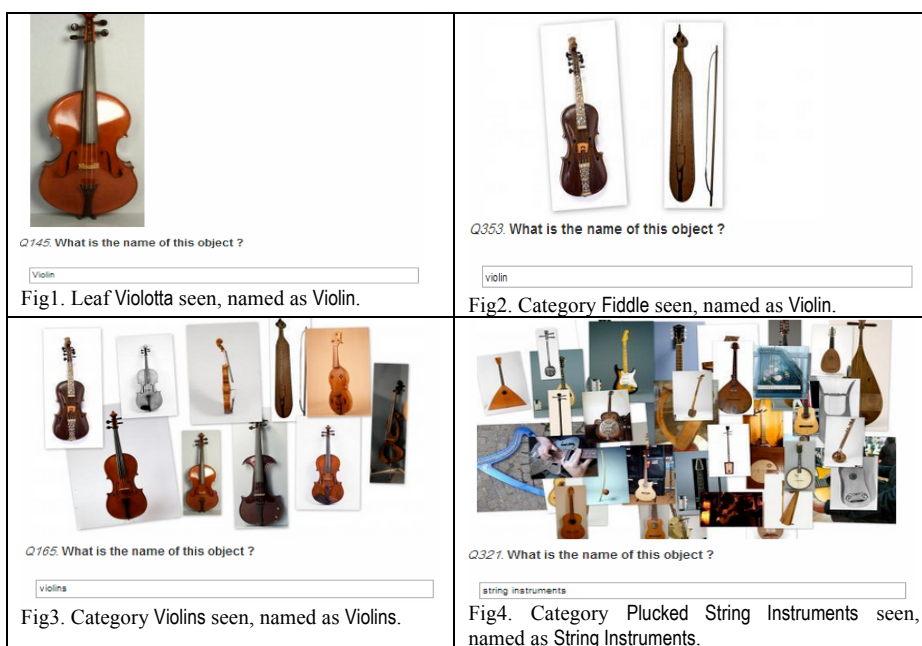 Q145. What is the name of this object ?
Violin
Fig1. Leaf Violotta seen, named as Violin.
Q353. What is the name of this object ?
violin
Fig2. Category Fiddle seen, named as Violin.
Q165. What is the name of this object ?
violins
Fig3. Category Violins seen, named as Violins.
Q321. What is the name of this object ?
string instruments
Fig4. Category Plucked String Instruments seen,
named as String Instruments.